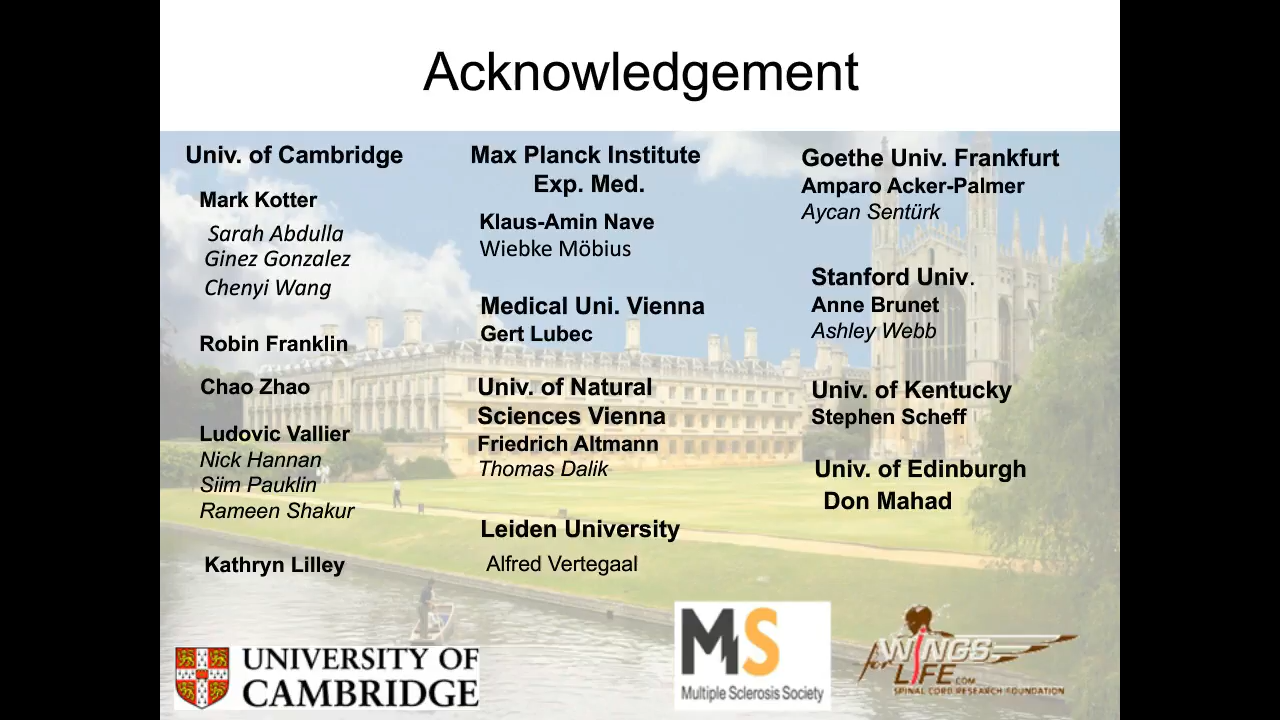 Acknowledgement
Univ. of Cambridge
Mark Kotter
Sarah Abdulla
Ginez Gonzalez
Chenyi Wang
Robin Franklin
Chao Zhao
Ludovic Vallier
Nick Hannan
Siim Pauklin
Rameen Shakur
Kathryn Lilley
Max Planck Institute
Exp. Med.
Klaus-Amin Nave
Wiebke Möbius
Medical Uni. Vienna
Gert Lubec
Univ. of Natural
Sciences Vienna
Friedrich Altmann
Thomas Dalik
Leiden University
Alfred Vertegaal
Goethe Univ. Frankfurt
Amparo Acker-Palmer
Aycan Sentürk
Stanford Univ.
Anne Brunet
Ashley Webb
Univ. of Kentucky
Stephen Scheff
Univ. of Edinburgh
Don Mahad
UNIVERSITY OF
CAMBRIDGE
MS
Multiple Sclerosis Society
WINGS
for LIFE.COM
SPINAL CORD RESEARCH FOUNDATION